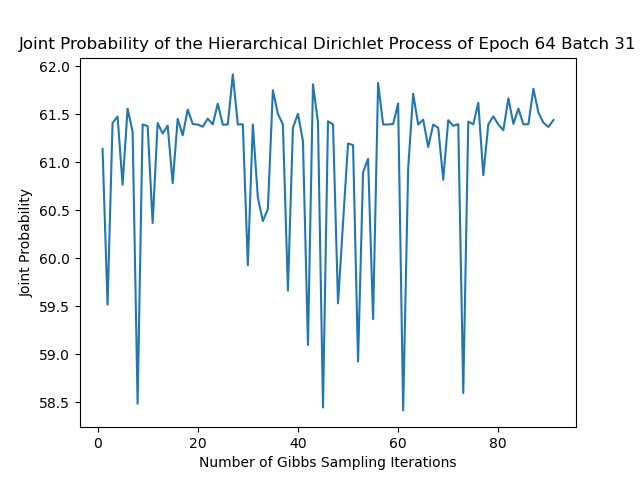 Joint Probability of the Hierarchical Dirichlet Process of Epoch 64 Batch 31
62.0
61.5
61.0
60.5
60.0
59.5
59.0
58.5
Joint Probability
0 20 40 60 80
Number of Gibbs Sampling Iterations